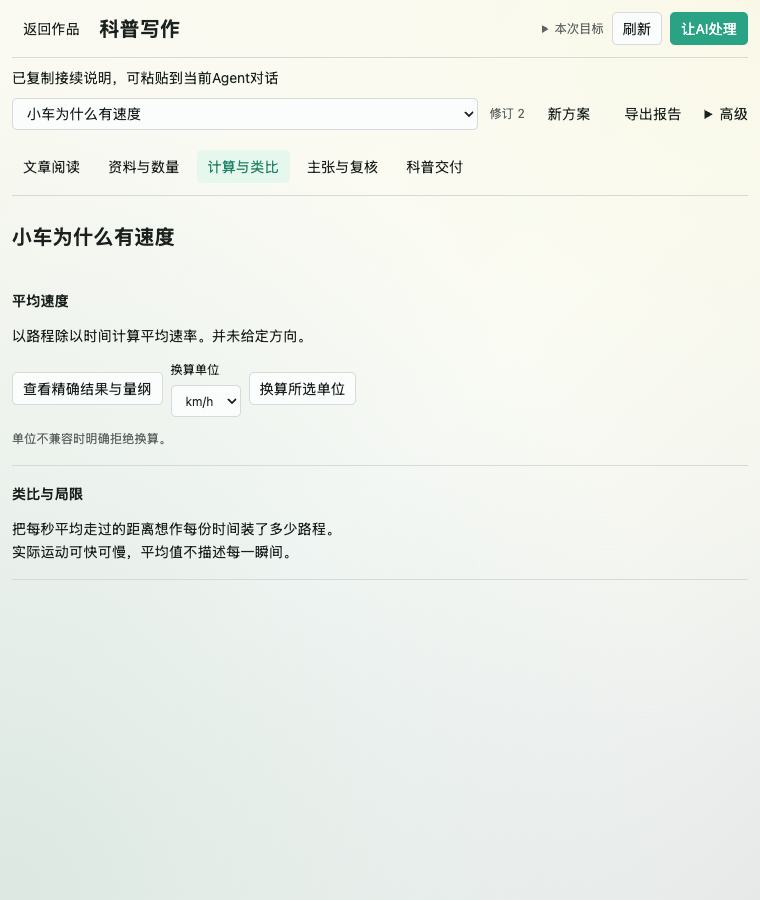 返回作品
科普写作
▶ 本次目标
刷新
让AI处理
已复制接续说明，可粘贴到当前Agent对话
小车为什么有速度
修订 2
新方案
导出报告
▶ 高级
文章阅读
资料与数量
计算与类比
主张与复核
科普交付
小车为什么有速度
平均速度
以路程除以时间计算平均速率。并未给定方向。
查看精确结果与量纲
换算单位
km/h
换算所选单位
单位不兼容时明确拒绝换算。
类比与局限
把每秒平均走过的距离想作每份时间装了多少路程。
实际运动可快可慢，平均值不描述每一瞬间。